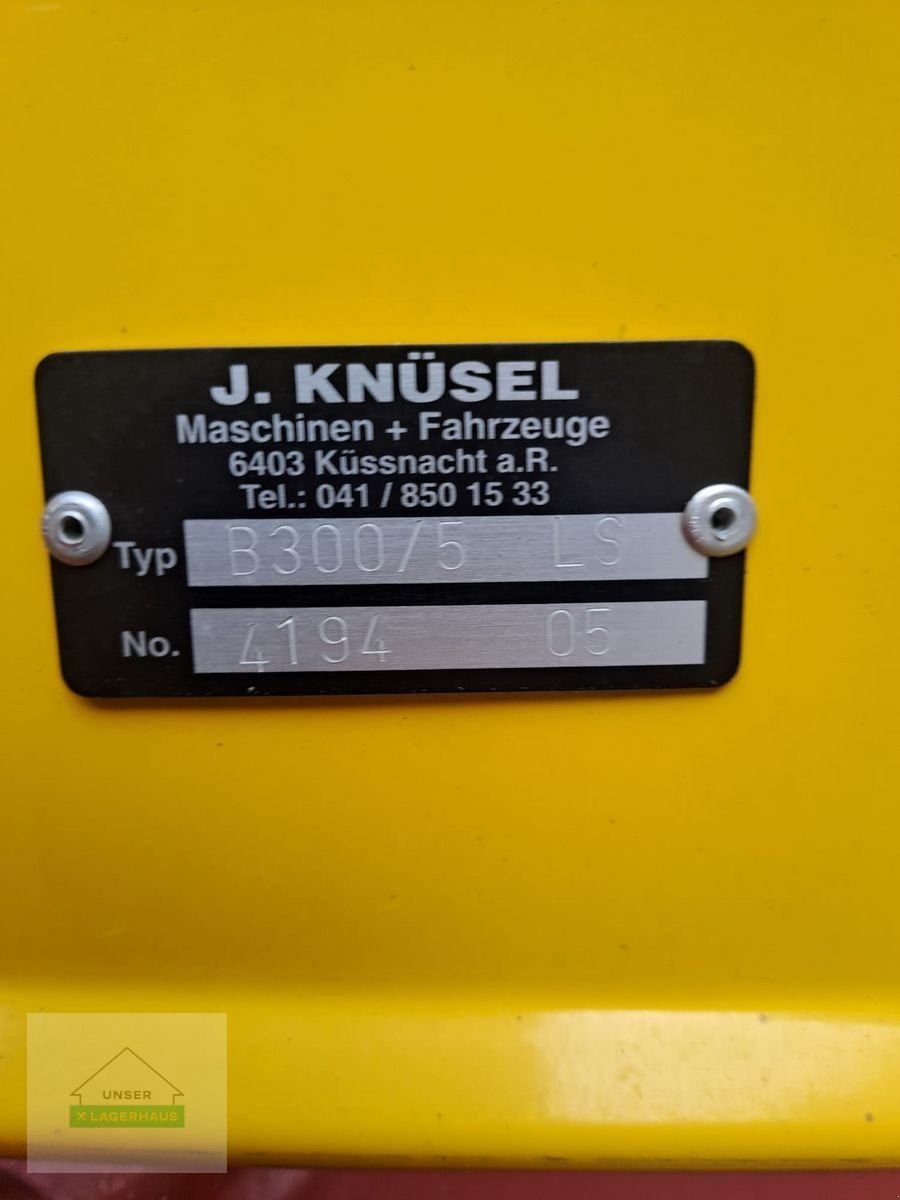 J. KNÜSEL
Maschinen + Fahrzeuge
6403 Küssnacht a.R.
Tel.: 041 / 850 15 33
Typ B300/5 LS
No. 4194 05
UNSER
X LAGERHAUS